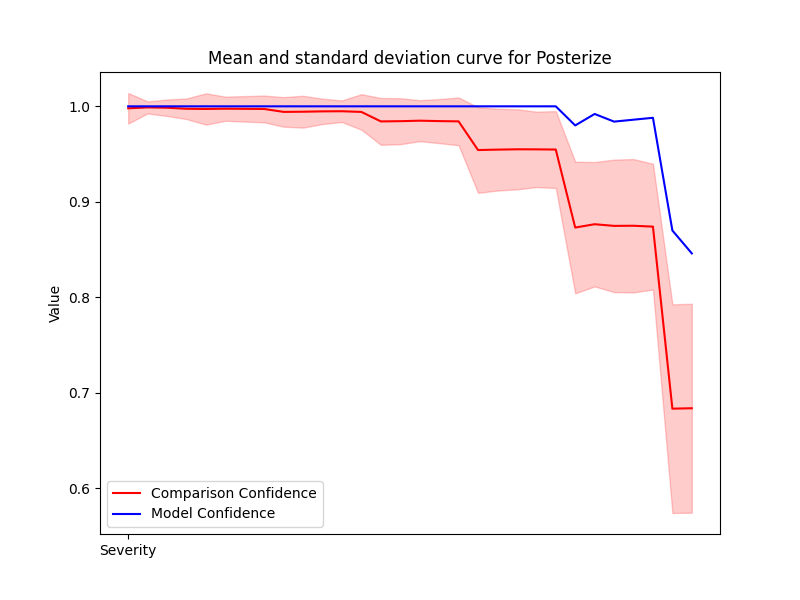 Mean and standard deviation curve for Posterize
1.0
0.9
0.8
0.7
0.6
Value
Comparison Confidence
Model Confidence
Severity